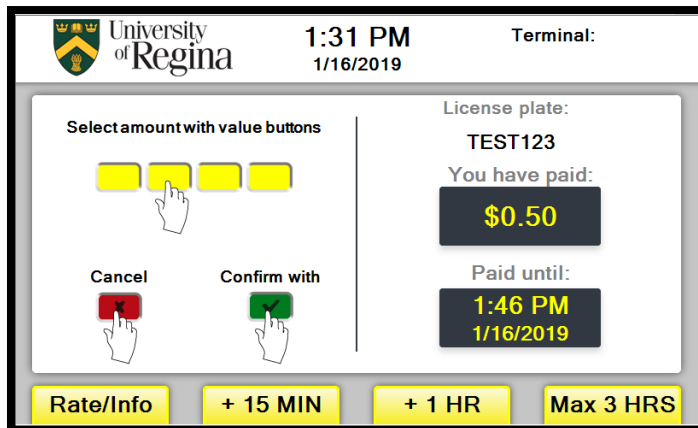 University
of Regina
1:31 PM
1/16/2019
Terminal:
Select amount with value buttons
Cancel
Confirm with
License plate:
TEST123
You have paid:
$0.50
Paid until:
1:46 PM
1/16/2019
Rate/Info
+ 15 MIN
+ 1 HR
Max 3 HRS